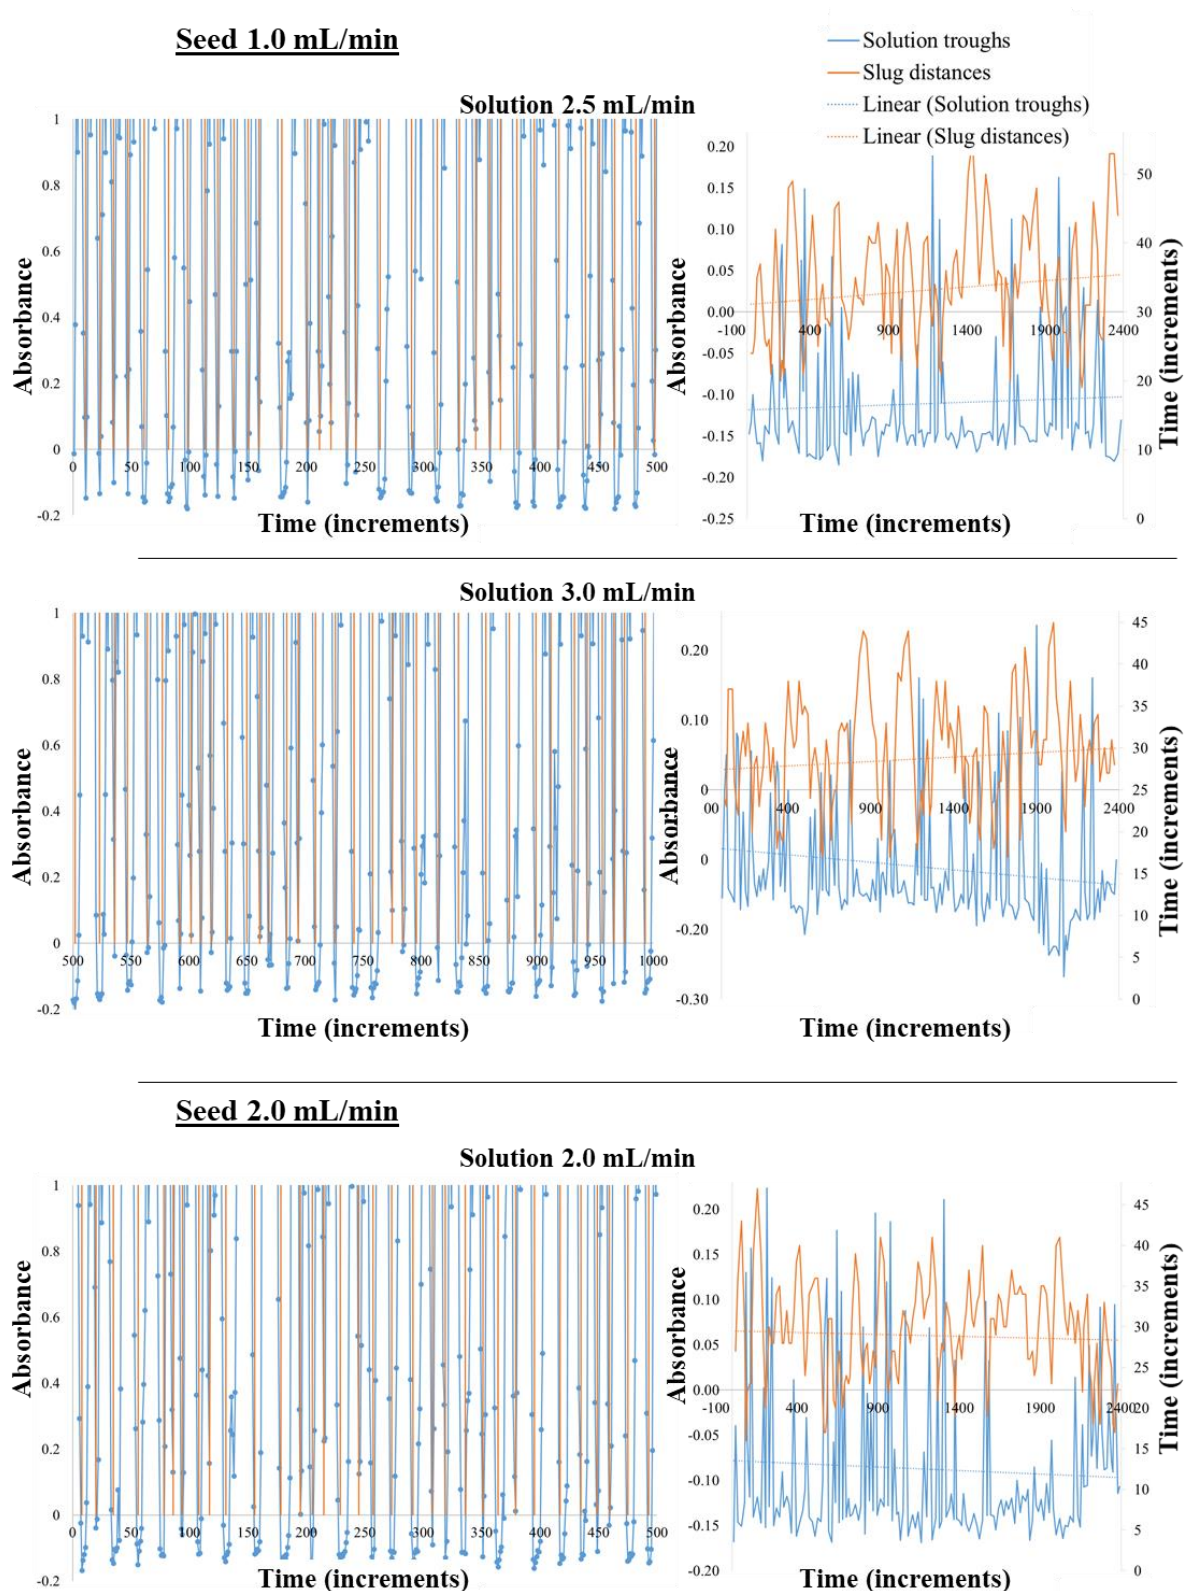 Seed 1.0 mL/min
Solution troughs
Slug distances
Linear (Solution troughs)
Linear (Slug distances)
Solution 2.5 mL/min
1
0.8
0.6
0.4
0.2
0
-0.2
0 50 100 150 200 250 300 350 400 450 500
Absorbance
Time (increments)
0.20
0.15
0.10
0.05
0.00
-0.05
-0.10
-0.15
-0.20
-0.25
-100 400 900 1400 1900 2400
50
40
30
20
10
0
Absorbance
Time (increments)
Time (increments)
Solution 3.0 mL/min
1
0.8
0.6
0.4
0.2
0
-0.2
500 550 600 650 700 750 800 850 900 950 1000
Absorbance
Time (increments)
0.20
0.10
0
0
-0.20
-0.30
00 400 900 1400 1900 2400
45
40
35
30
25
20
15
10
5
0
Absorbance
Time (increments)
Time (increments)
Seed 2.0 mL/min
Solution 2.0 mL/min
1
0.8
0.6
0.4
0.2
0
-0.2
0 50 100 150 200 250 300 350 400 450 500
Absorbance
Time (increments)
0.20
0.15
0.10
0.05
0.00
-0.05
-0.10
-0.15
-0.20
-100 400 900 1400 1900 2400
45
40
35
30
25
20
15
10
5
0
Absorbance
Time (increments)
Time (increments)